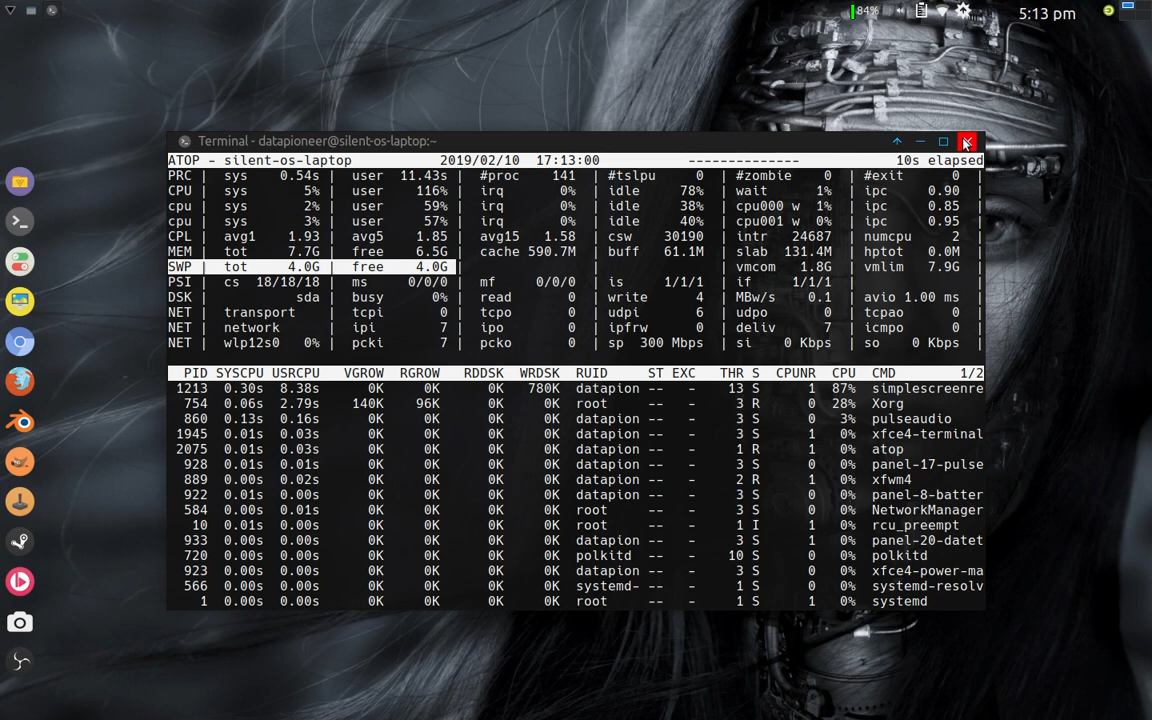 84%
5:13 pm
Terminal - datapioneer@silent-os-laptop:~
ATOP - silent-os-laptop 2019/02/10 17:13:00 -------------- 10s elapsed
PRC | sys 0.54s | user 11.43s | #proc 141 | #tslpu 0 | #zombie 0 | #exit 0 |
CPU | sys 5% | user 116% | irq 0% | idle 78% | wait 1% | ipc 0.90 |
cpu | sys 2% | user 59% | irq 0% | idle 38% | cpu000 w 1% | ipc 0.85 |
cpu | sys 3% | user 57% | irq 0% | idle 40% | cpu001 w 0% | ipc 0.95 |
CPL | avg1 1.93 | avg5 1.85 | avg15 1.58 | csw 30190 | intr 24687 | numcpu 2 |
MEM | tot 7.7G | free 6.5G | cache 590.7M | buff 61.1M | slab 131.4M | hptot 0.0M |
SWP | tot 4.0G | free 4.0G | | | vmcom 1.8G | vmlim 7.9G |
PSI | cs 18/18/18 | ms 0/0/0 | mf 0/0/0 | is 1/1/1 | if 1/1/1 | |
DSK | sda | busy 0% | read 0 | write 4 | MBw/s 0.1 | avio 1.00 ms |
NET | transport | tcpi 0 | tcpo 0 | udpi 6 | udpo 0 | tcpao 0 |
NET | network | ipi 7 | ipo 0 | ipfrw 0 | deliv 7 | icmpo 0 |
NET | wlp12s0 0% | pcki 7 | pcko 0 | sp 300 Mbps | si 0 Kbps | so 0 Kbps |
PID SYSCPU USRCPU VGROW RGROW RDDSK WRDSK RUID ST EXC THR S CPUNR CPU CMD 1/2
1213 0.30s 8.38s 0K 0K 0K 780K datapion -- - 13 S 1 87% simplescreenre
754 0.06s 2.79s 140K 96K 0K 0K root -- - 3 R 0 28% Xorg
860 0.13s 0.16s 0K 0K 0K 0K datapion -- - 3 S 0 3% pulseaudio
1945 0.01s 0.03s 0K 0K 0K 0K datapion -- - 3 S 1 0% xfce4-terminal
2075 0.01s 0.03s 0K 0K 0K 0K datapion -- - 1 R 1 0% atop
928 0.01s 0.00s 0K 0K 0K 0K datapion -- - 3 S 0 0% panel-17-pulse
889 0.00s 0.02s 0K 0K 0K 0K datapion -- - 2 R 1 0% xfwm4
922 0.01s 0.00s 0K 0K 0K 0K datapion -- - 3 S 1 0% panel-8-batter
584 0.01s 0.00s 0K 0K 0K 0K root -- - 3 S 0 0% NetworkManager
10 0.01s 0.00s 0K 0K 0K 0K root -- - 1 I 1 0% rcu_preempt
933 0.00s 0.00s 0K 0K 0K 0K datapion -- - 3 S 1 0% panel-20-datet
720 0.00s 0.00s 0K 0K 0K 0K polkitd -- - 10 S 0 0% polkitd
923 0.00s 0.00s 0K 0K 0K 0K datapion -- - 3 S 0 0% xfce4-power-ma
566 0.00s 0.00s 0K 0K 0K 0K systemd- -- - 1 S 0 0% systemd-resolv
1 0.00s 0.00s 0K 0K 0K 0K root -- - 1 S 1 0% systemd